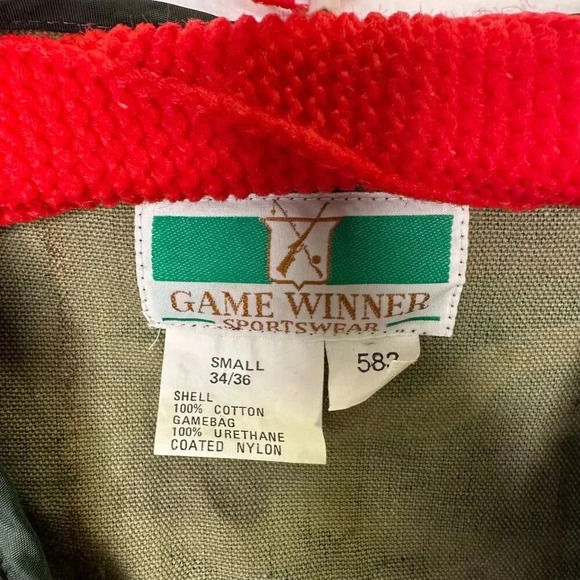 GAME WINNER
SPORTSWEAR
SMALL
34/36
SHELL
100% COTTON
GAMEBAG
100% URETHANE
COATED NYLON